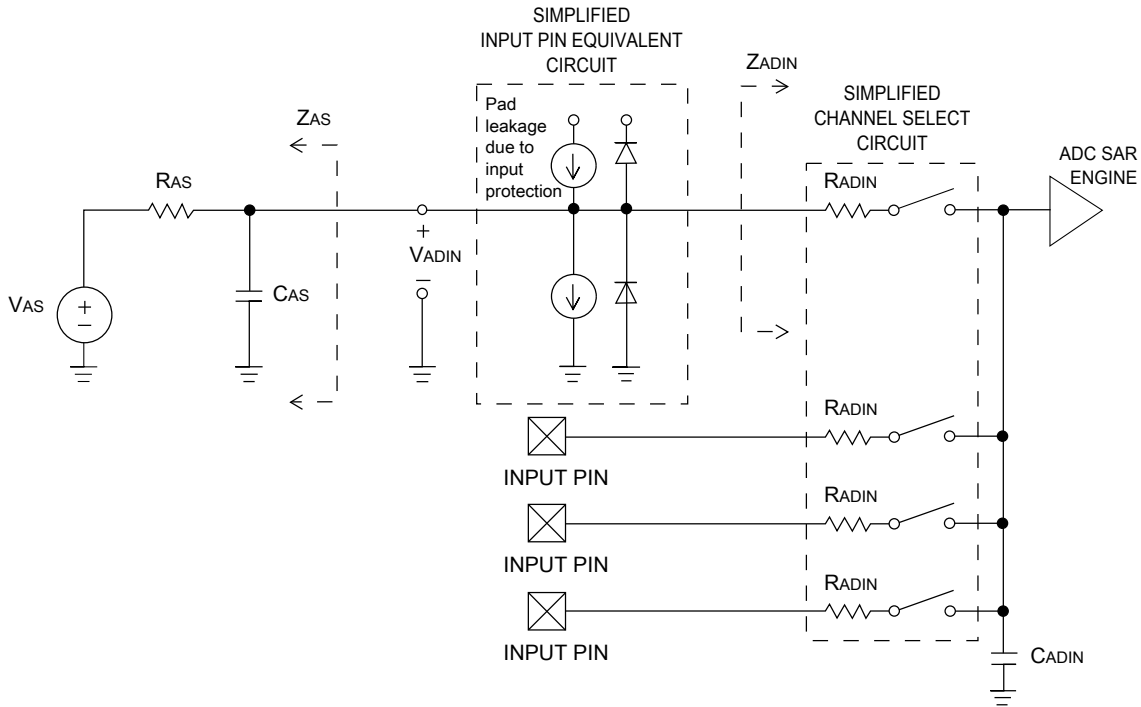 SIMPLIFIED
INPUT PIN EQUIVALENT
CIRCUIT
Pad
leakage
due to
input
protection
ZAS
ZADIN
SIMPLIFIED
CHANNEL SELECT
CIRCUIT
ADC SAR
ENGINE
RAS
RADIN
VAS
+
–
CAS
+
VADIN
–
RADIN
INPUT PIN
RADIN
INPUT PIN
RADIN
INPUT PIN
CADIN